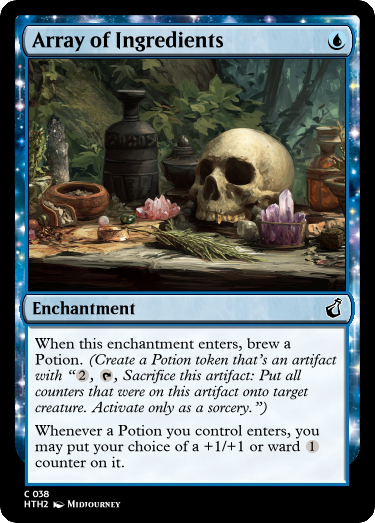 Array of Ingredients
Enchantment
When this enchantment enters, brew a
Potion. (Create a Potion token that's an artifact
with “2, , Sacrifice this artifact: Put all
counters that were on this artifact onto target
creature. Activate only as a sorcery.”)
Whenever a Potion you control enters, you
may put your choice of a +1/+1 or ward 1
counter on it.
C 038
HTH2 Midjourney